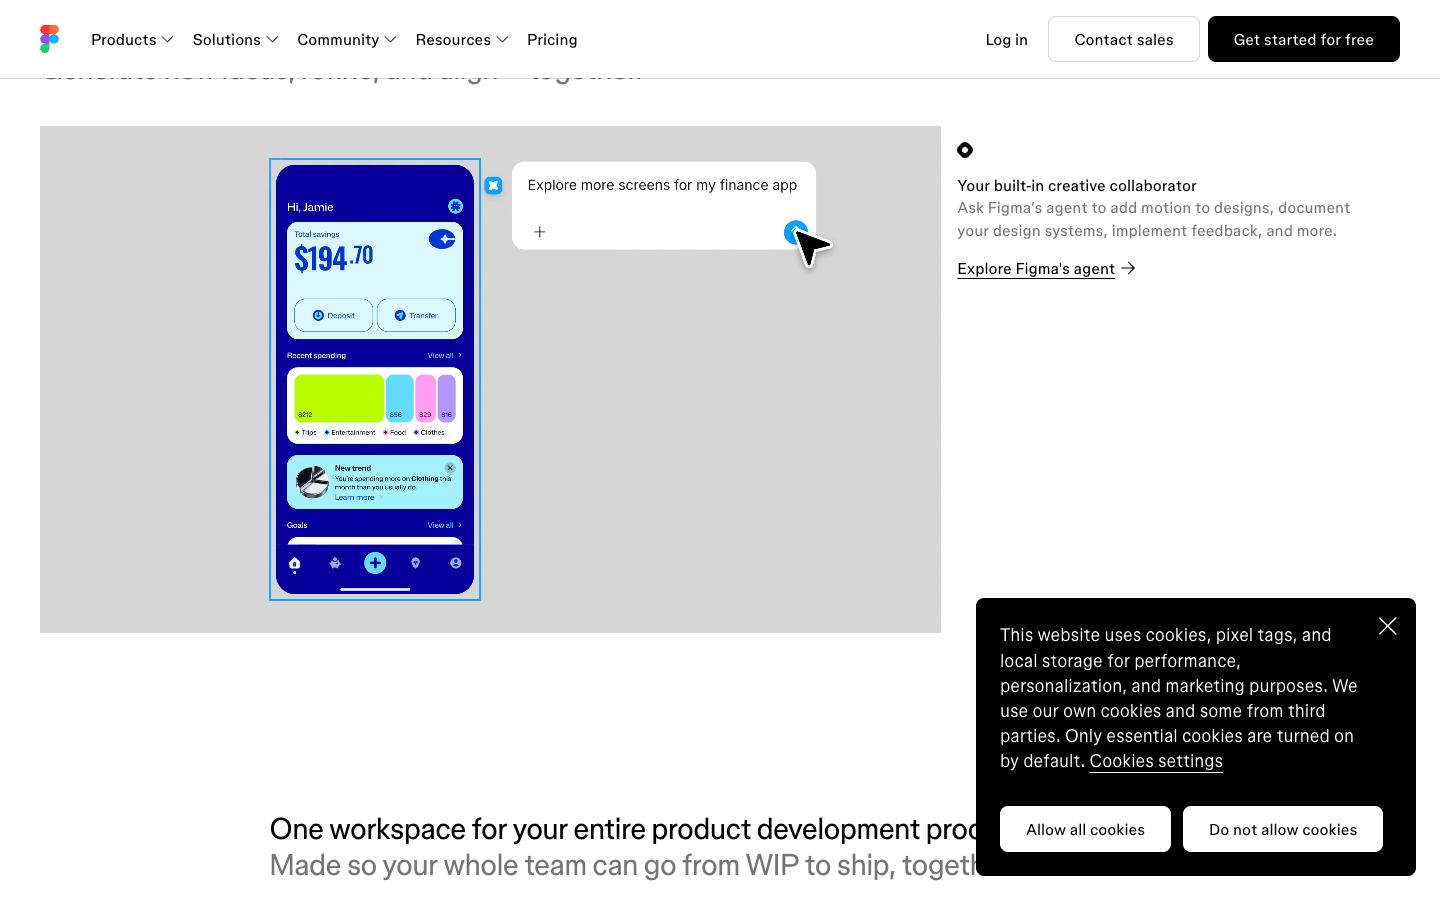 Products
Solutions
Community
Resources
Pricing
Log in
Contact sales
Get started for free
Generate new ideas, refine, and align — together.
Hi, Jamie
Total savings
$194.70
Deposit
Transfer
Recent spending
View all
$212
$56
$29
$16
Trips
Entertainment
Food
Clothes
New trend
You're spending more on Clothing this
month than you usually do.
Learn more
Goals
View all
Explore more screens for my finance app
Your built-in creative collaborator
Ask Figma's agent to add motion to designs, document
your design systems, implement feedback, and more.
Explore Figma's agent
One workspace for your entire product development proc
Made so your whole team can go from WIP to ship, togeth
This website uses cookies, pixel tags, and
local storage for performance,
personalization, and marketing purposes. We
use our own cookies and some from third
parties. Only essential cookies are turned on
by default. Cookies settings
Allow all cookies
Do not allow cookies